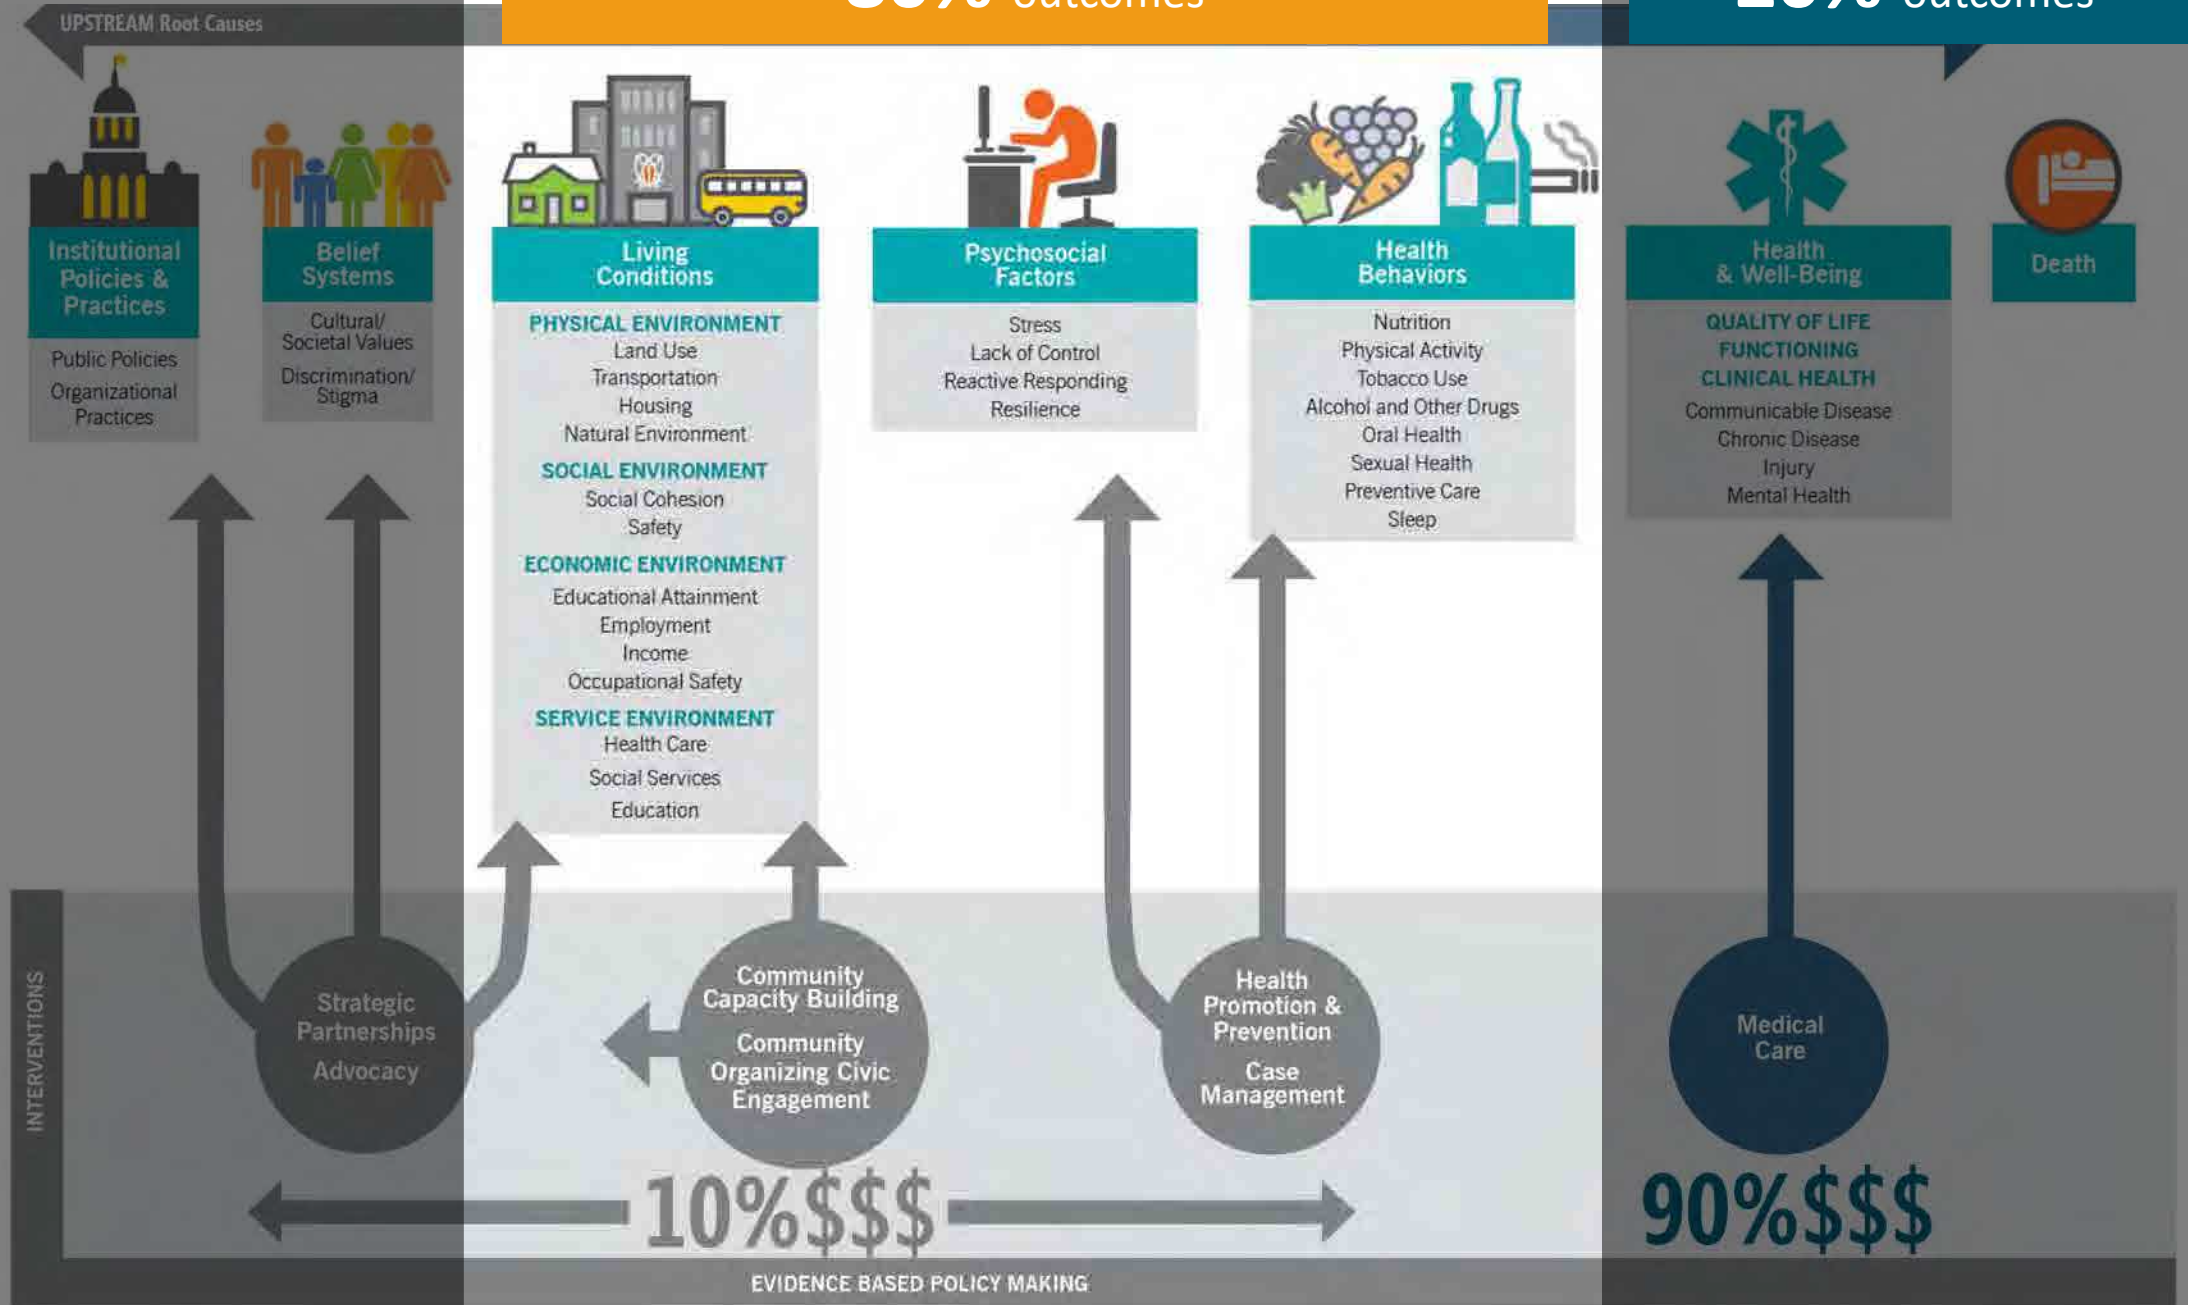 outcomes
outcomes
UPSTREAM Root Causes
Institutional
Policies &
Practices
Public Policies
Organizational
Practices
Belief
Systems
Cultural/
Societal Values
Discrimination/
Stigma
Living
Conditions
PHYSICAL ENVIRONMENT
Land Use
Transportation
Housing
Natural Environment
SOCIAL ENVIRONMENT
Social Cohesion
Safety
ECONOMIC ENVIRONMENT
Educational Attainment
Employment
Income
Occupational Safety
SERVICE ENVIRONMENT
Health Care
Social Services
Education
Psychosocial
Factors
Stress
Lack of Control
Reactive Responding
Resilience
Health
Behaviors
Nutrition
Physical Activity
Tobacco Use
Alcohol and Other Drugs
Oral Health
Sexual Health
Preventive Care
Sleep
Health
& Well-Being
QUALITY OF LIFE
FUNCTIONING
CLINICAL HEALTH
Communicable Disease
Chronic Disease
Injury
Mental Health
Death
INTERVENTIONS
Strategic
Partnerships
Advocacy
Community
Capacity Building
Community
Organizing Civic
Engagement
Health
Promotion &
Prevention
Case
Management
Medical
Care
10%$$$
90%$$$
EVIDENCE BASED POLICY MAKING